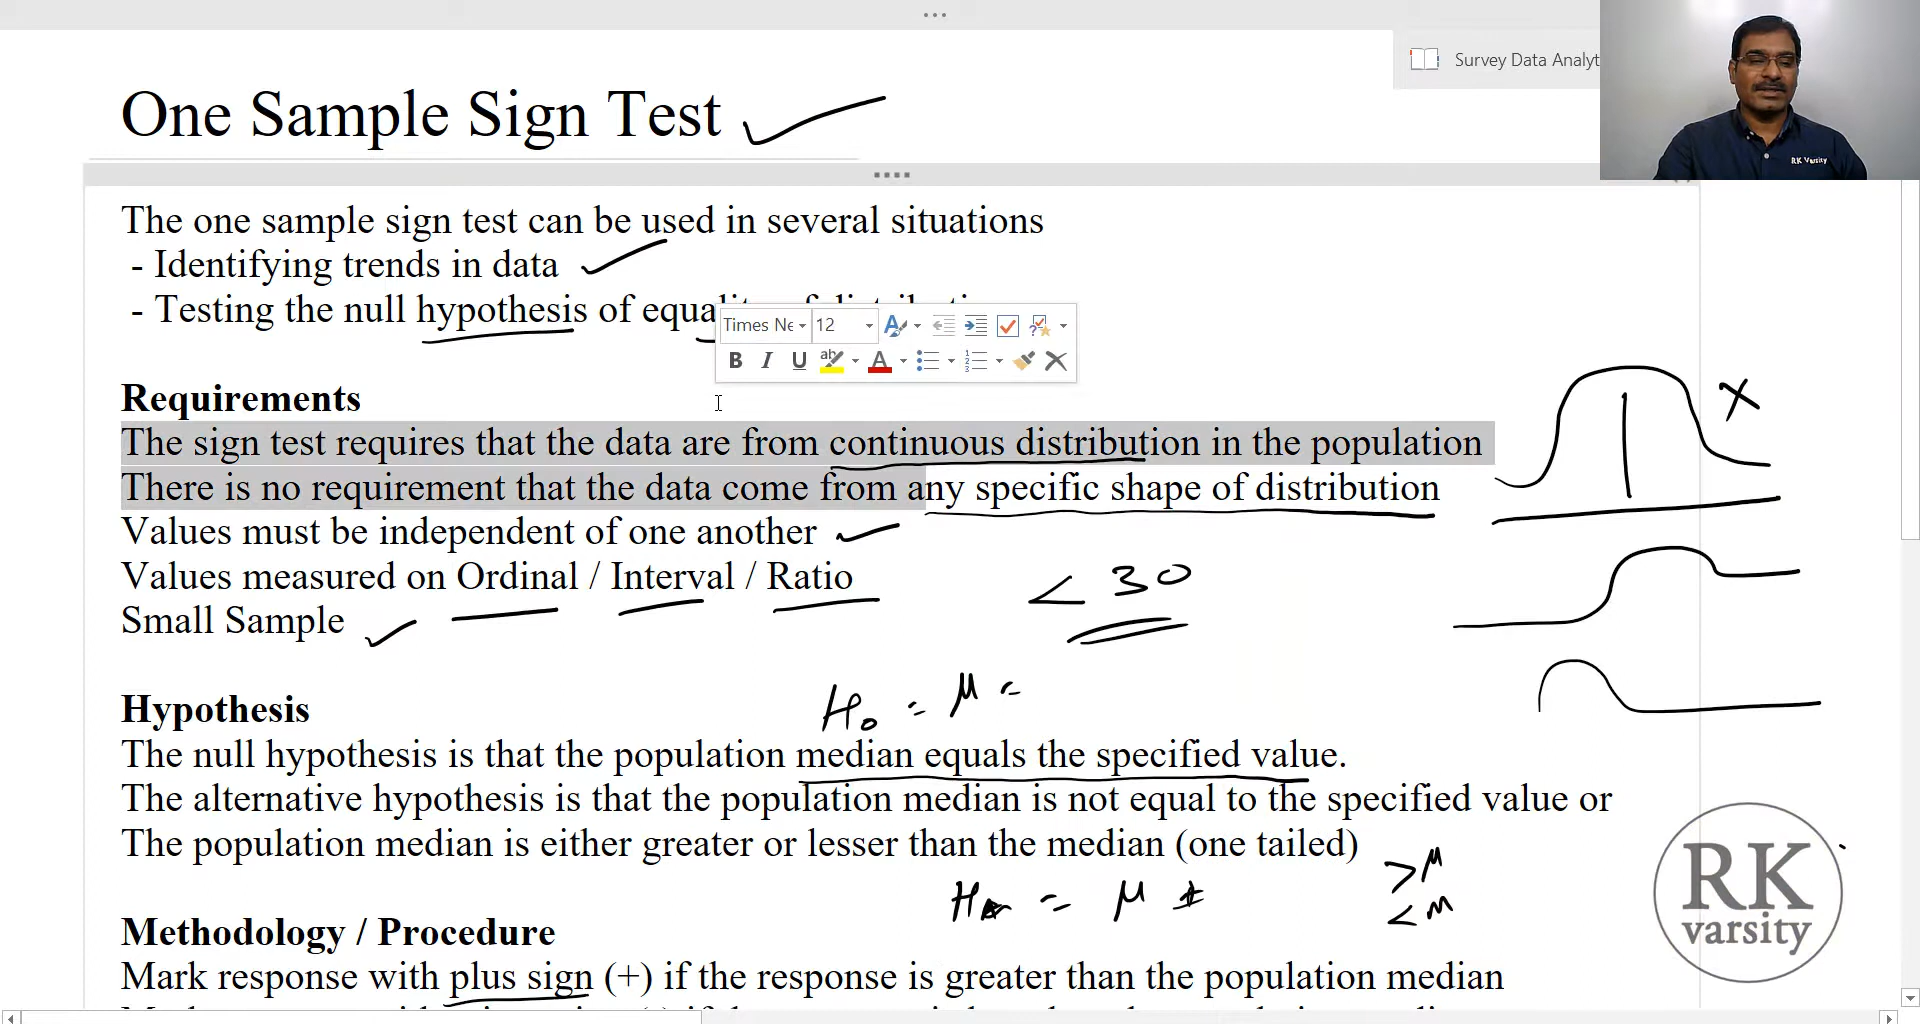 Survey Data Analyt
One Sample Sign Test
RK Varsity
The one sample sign test can be used in several situations
- Identifying trends in data
- Testing the null hypothesis of
Times Ne 12
B I U ab A
Requirements
The sign test requires that the data are from continuous distribution in the population
There is no requirement that the data come from any specific shape of distribution
X
Values must be independent of one another
Values measured on Ordinal / Interval / Ratio
< 30
Small Sample
Hypothesis
H₀ = μ =
The null hypothesis is that the population median equals the specified value.
The alternative hypothesis is that the population median is not equal to the specified value or
The population median is either greater or lesser than the median (one tailed)
> μ
< μ
= μ ≠
RK
varsity
Methodology / Procedure
Mark response with plus sign (+) if the response is greater than the population median